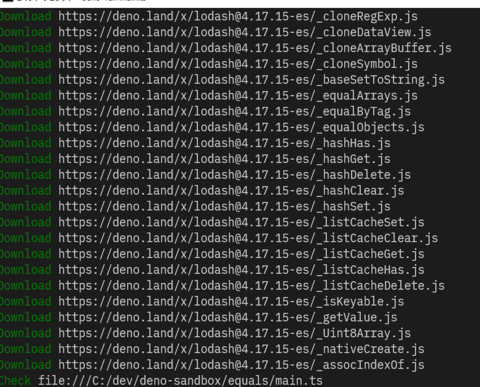 Download https://deno.land/x/lodash@4.17.15-es/_cloneRegExp.js
Download https://deno.land/x/lodash@4.17.15-es/_cloneDataView.js
Download https://deno.land/x/lodash@4.17.15-es/_cloneArrayBuffer.js
Download https://deno.land/x/lodash@4.17.15-es/_cloneSymbol.js
Download https://deno.land/x/lodash@4.17.15-es/_baseSetToString.js
Download https://deno.land/x/lodash@4.17.15-es/_equalArrays.js
Download https://deno.land/x/lodash@4.17.15-es/_equalByTag.js
Download https://deno.land/x/lodash@4.17.15-es/_equalObjects.js
Download https://deno.land/x/lodash@4.17.15-es/_hashHas.js
Download https://deno.land/x/lodash@4.17.15-es/_hashGet.js
Download https://deno.land/x/lodash@4.17.15-es/_hashDelete.js
Download https://deno.land/x/lodash@4.17.15-es/_hashClear.js
Download https://deno.land/x/lodash@4.17.15-es/_hashSet.js
Download https://deno.land/x/lodash@4.17.15-es/_listCacheSet.js
Download https://deno.land/x/lodash@4.17.15-es/_listCacheClear.js
Download https://deno.land/x/lodash@4.17.15-es/_listCacheGet.js
Download https://deno.land/x/lodash@4.17.15-es/_listCacheHas.js
Download https://deno.land/x/lodash@4.17.15-es/_listCacheDelete.js
Download https://deno.land/x/lodash@4.17.15-es/_isKeyable.js
Download https://deno.land/x/lodash@4.17.15-es/_getValue.js
Download https://deno.land/x/lodash@4.17.15-es/_Uint8Array.js
Download https://deno.land/x/lodash@4.17.15-es/_nativeCreate.js
Download https://deno.land/x/lodash@4.17.15-es/_assocIndexOf.js
Check file:///C:/dev/deno-sandbox/equals/main.ts